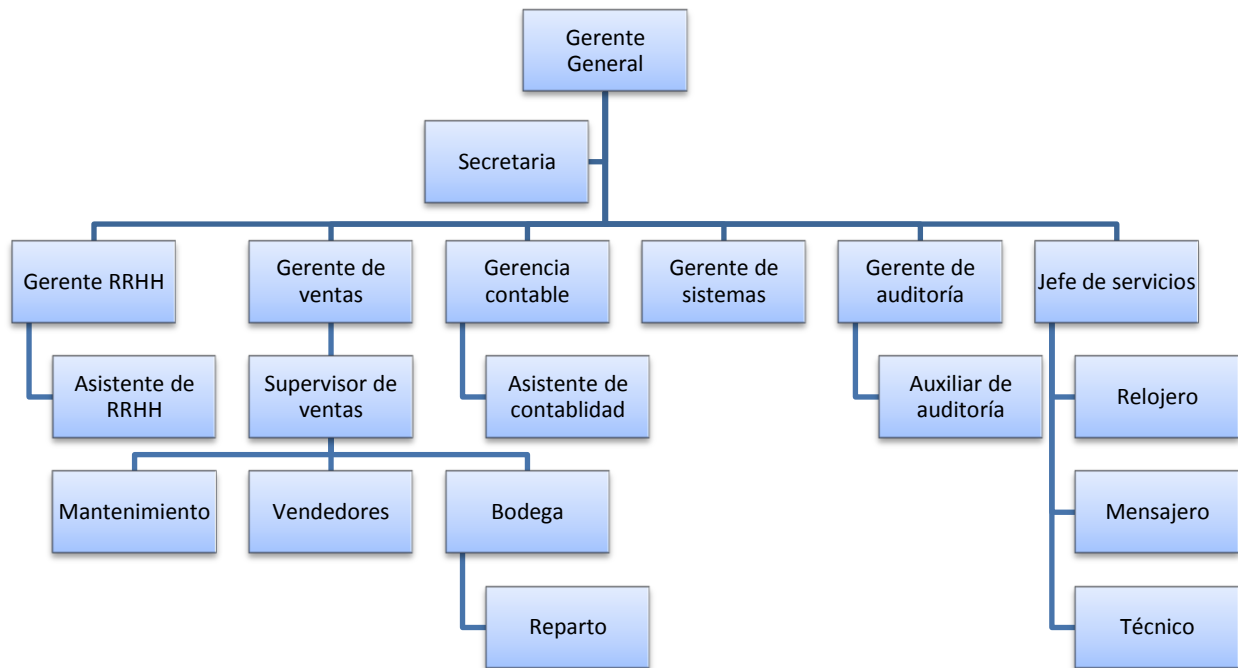 Gerente
General
Secretaria
Gerente RRHH
Gerente de
ventas
Gerencia
contable
Gerente de
sistemas
Gerente de
auditoría
Jefe de servicios
Asistente de
RRHH
Supervisor de
ventas
Asistente de
contablidad
Auxiliar de
auditoría
Relojero
Mantenimiento
Vendedores
Bodega
Mensajero
Reparto
Técnico